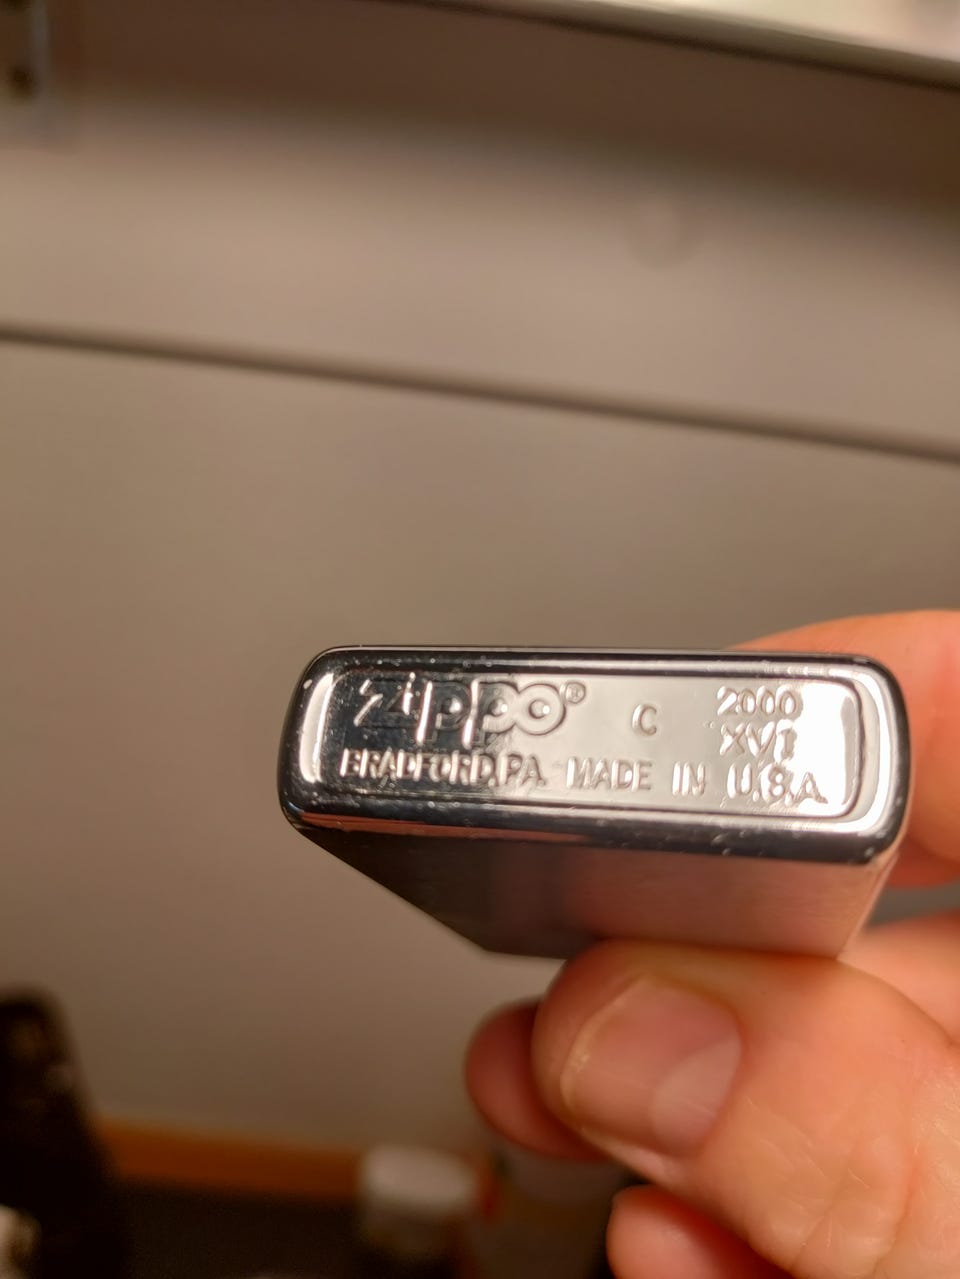 Zippo® C 2000
XVI
BRADFORD,PA. MADE IN U.S.A